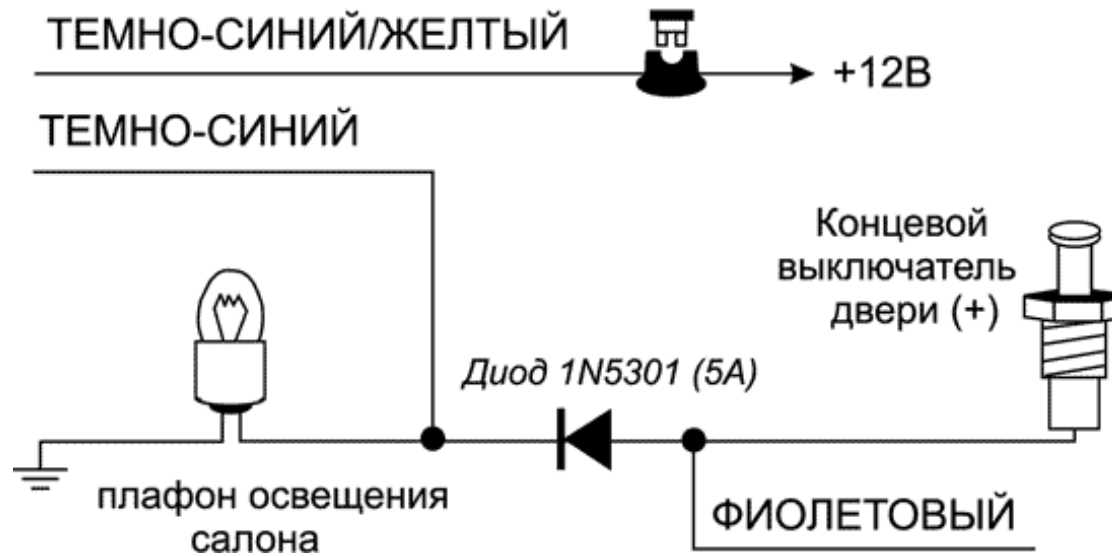 ТЕМНО-СИНИЙ/ЖЕЛТЫЙ
+12В
ТЕМНО-СИНИЙ
Концевой
выключатель
двери (+)
Диод 1N5301 (5А)
плафон освещения
салона
ФИОЛЕТОВЫЙ